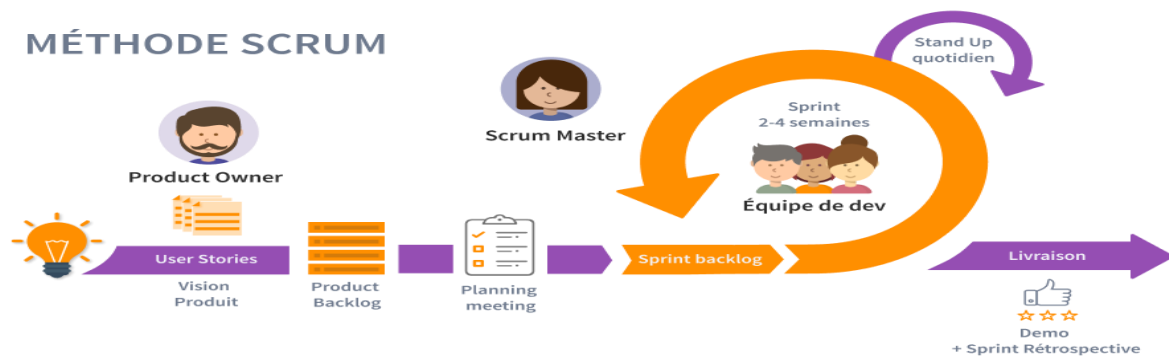 MÉTHODE SCRUM
Stand Up
quotidien
Sprint
2-4 semaines
Scrum Master
Product Owner
Équipe de dev
User Stories
Sprint backlog
Livraison
Vision
Produit
Product
Backlog
Planning
meeting
Demo
+ Sprint Rétrospective